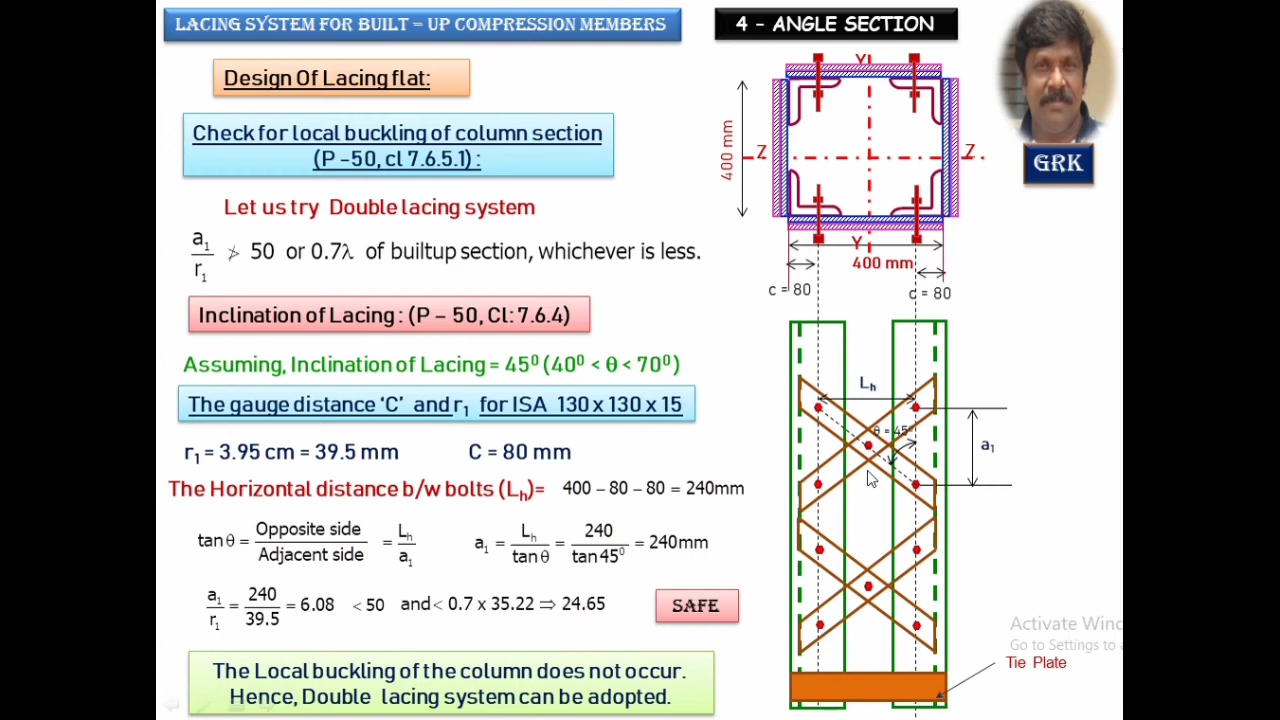 LACING SYSTEM FOR BUILT – UP COMPRESSION MEMBERS
4 - ANGLE SECTION
Design Of Lacing flat:
Check for local buckling of column section
(P -50, cl 7.6.5.1) :
Let us try Double lacing system
a₁/r₁ ≯ 50 or 0.7λ of builtup section, whichever is less.
Inclination of Lacing : (P – 50, Cl: 7.6.4)
Assuming, Inclination of Lacing = 45⁰ (40⁰ < θ < 70⁰)
The gauge distance 'C' and r₁ for ISA 130 x 130 x 15
r₁ = 3.95 cm = 39.5 mm C = 80 mm
The Horizontal distance b/w bolts (Lₕ)= 400 – 80 – 80 = 240mm
tan θ = Opposite side/Adjacent side = Lₕ/a₁ a₁ = Lₕ/tan θ = 240/tan 45⁰ = 240mm
a₁/r₁ = 240/39.5 = 6.08 < 50 and < 0.7 x 35.22 ⇒ 24.65
SAFE
The Local buckling of the column does not occur.
Hence, Double lacing system can be adopted.
Y
400 mm
Z
Z
Y
400 mm
c = 80
c = 80
GRK
Lₕ
θ = 45⁰
a₁
Activate Winc
Go to Settings to a
Tie Plate